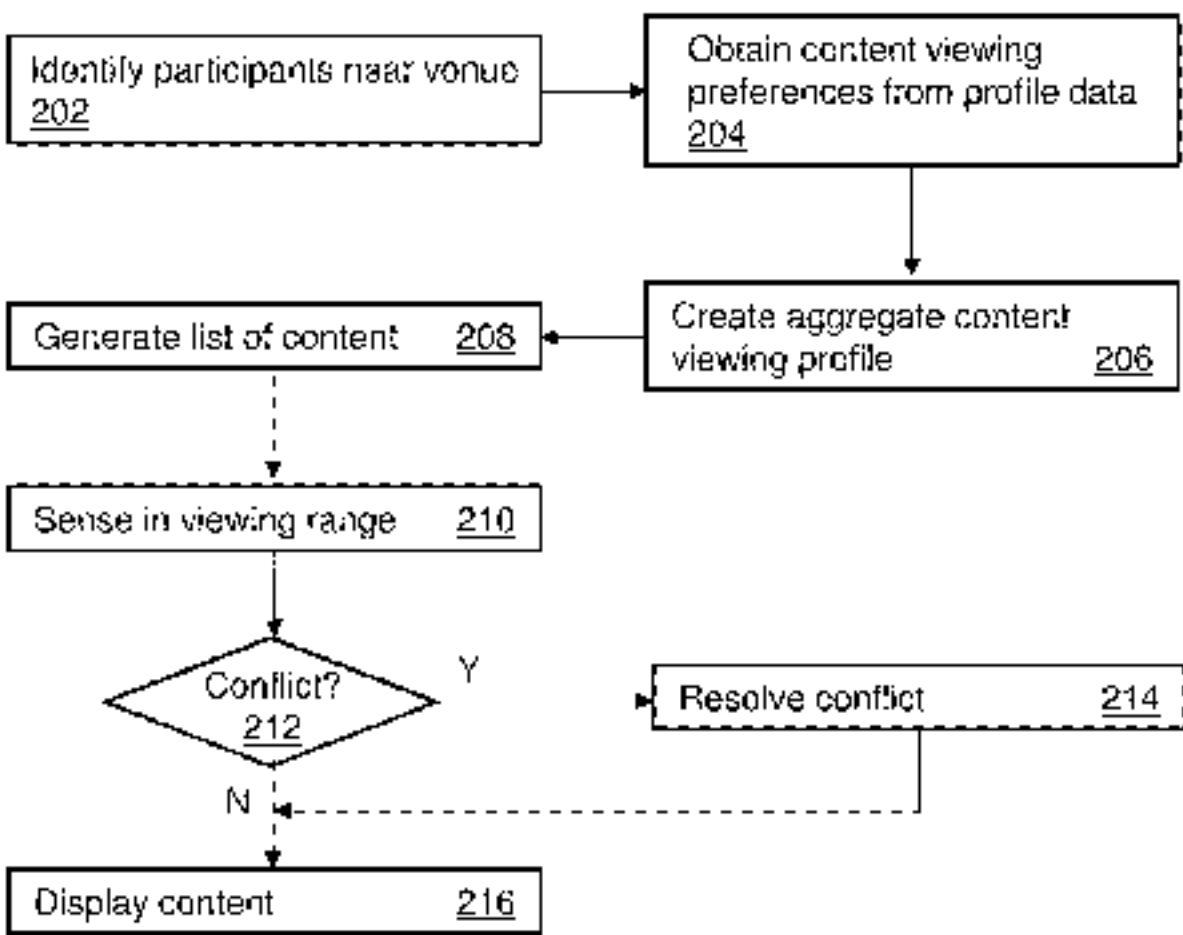 Identify participants near venue
202
Obtain content viewing
preferences from profile data
204
Generate list of content 208
Create aggregate content
viewing profile 206
Sense in viewing range 210
Conflict?
212
Y
Resolve conflict 214
N
Display content 216